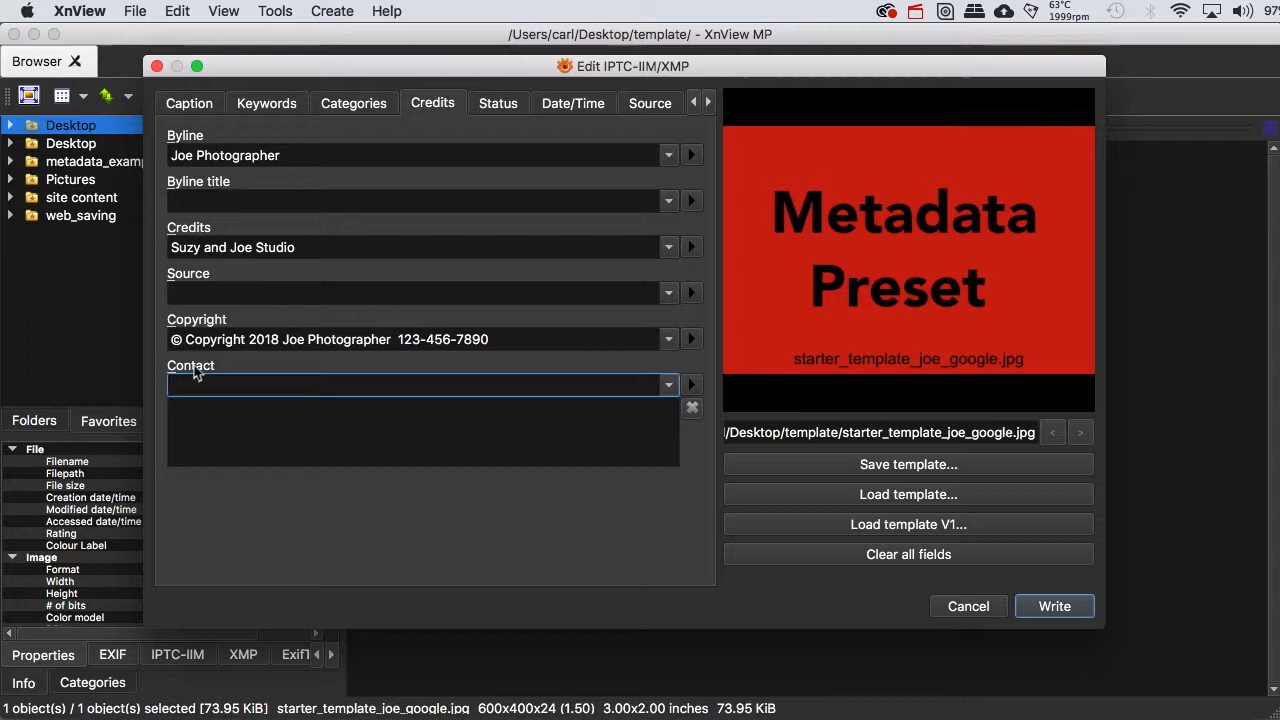 XnView File Edit View Tools Create Help 63°C 1999rpm
/Users/carl/Desktop/template/ - XnView MP
Browser
Edit IPTC-IIM/XMP
Caption Keywords Categories Credits Status Date/Time Source
Desktop
Desktop
Pictures
site content
web_saving
Byline
Joe Photographer
Byline title
Credits
Suzy and Joe Studio
Source
Copyright
© Copyright 2018 Joe Photographer 123-456-7890
Contact
Metadata
Preset
starter_template_joe_google.jpg
/Desktop/template/starter_template_joe_google.jpg < >
Save template...
Load template...
Load template V1...
Clear all fields
Cancel Write
Folders Favorites
File
Filename
Filepath
File size
Creation date/time
Modified date/time
Accessed date/time
Rating
Colour Label
Image
Format
Width
Height
# of bits
Color model
Properties EXIF IPTC-IIM XMP
Info Categories
1 object(s) / 1 object(s) selected [73.95 KiB] starter_template_joe_google.jpg 600x400x24 (1.50) 3.00x2.00 inches 73.95 KiB